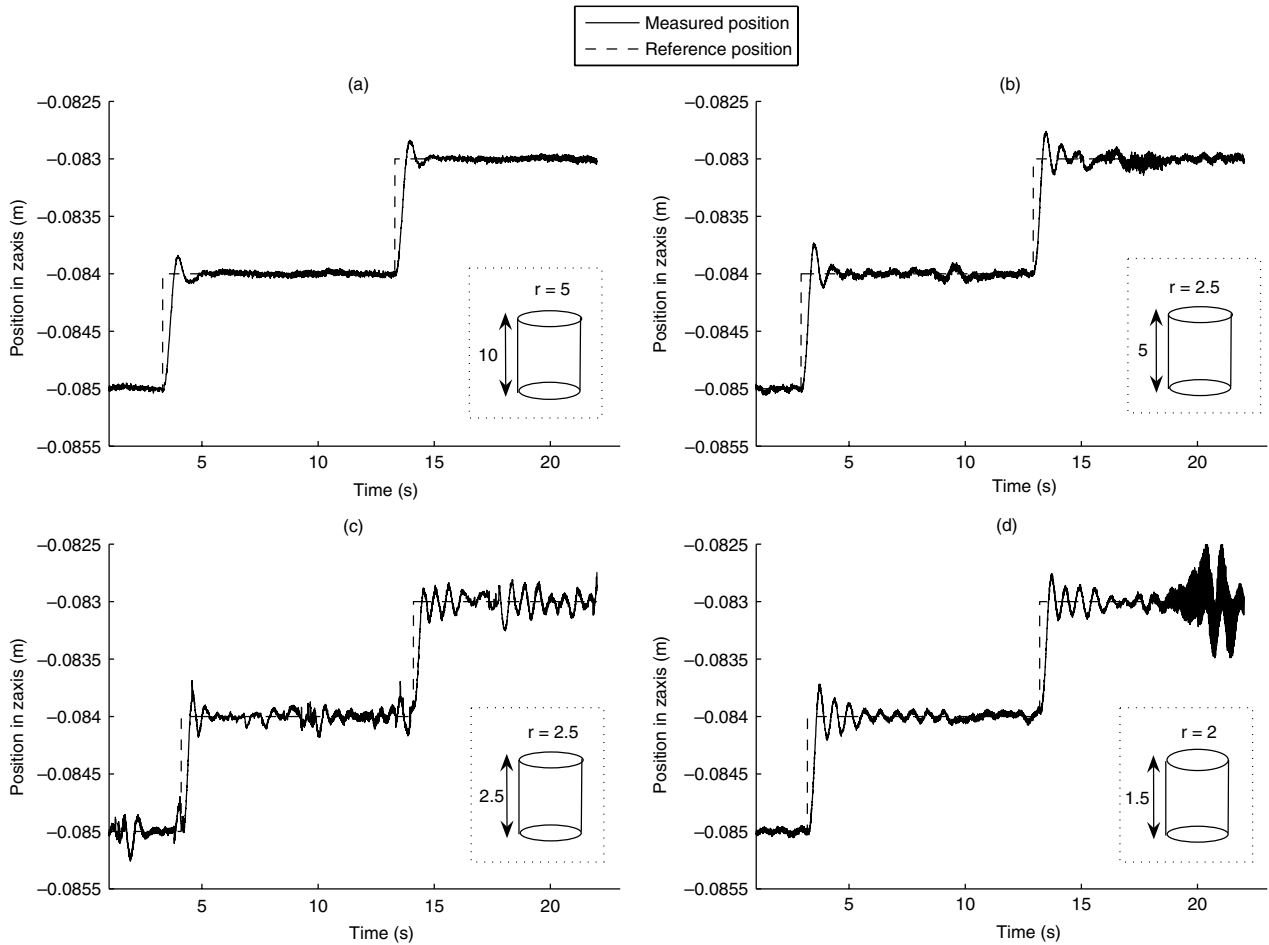 Measured position
Reference position
(a)
−0.0825
−0.083
−0.0835
−0.084
−0.0845
−0.085
−0.0855
Position in zaxis (m)
r = 5
10
5 10 15 20
Time (s)
(b)
−0.0825
−0.083
−0.0835
−0.084
−0.0845
−0.085
−0.0855
Position in zaxis (m)
r = 2.5
5
5 10 15 20
Time (s)
(c)
−0.0825
−0.083
−0.0835
−0.084
−0.0845
−0.085
−0.0855
Position in zaxis (m)
r = 2.5
2.5
5 10 15 20
Time (s)
(d)
−0.0825
−0.083
−0.0835
−0.084
−0.0845
−0.085
−0.0855
Position in zaxis (m)
r = 2
1.5
5 10 15 20
Time (s)